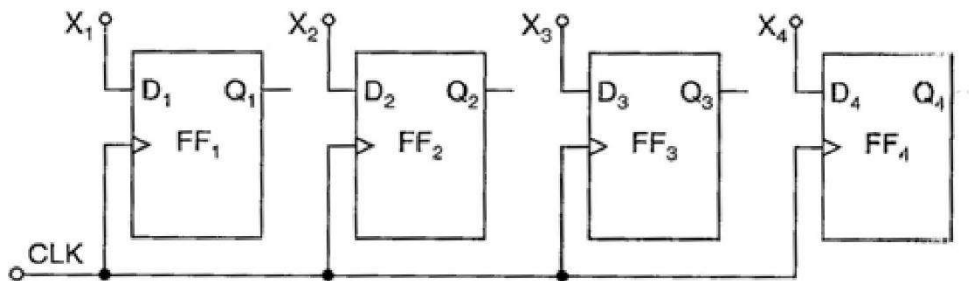 X₁ X₂ X₃ X₄
D₁ Q₁ D₂ Q₂ D₃ Q₃ D₄ Q₄
FF₁ FF₂ FF₃ FF₄
CLK